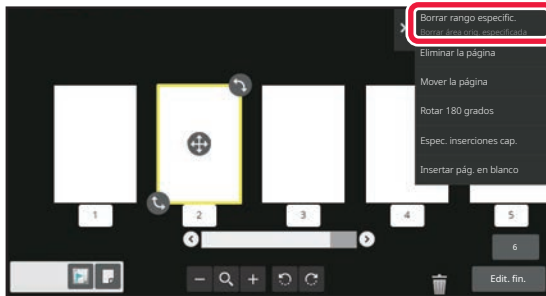 Borrar rango especific.
Borrar área orig. especificada
Eliminar la página
Mover la página
Rotar 180 grados
Espec. inserciones cap.
Insertar pág. en blanco
1
2
3
4
5
6
Edit. fin.